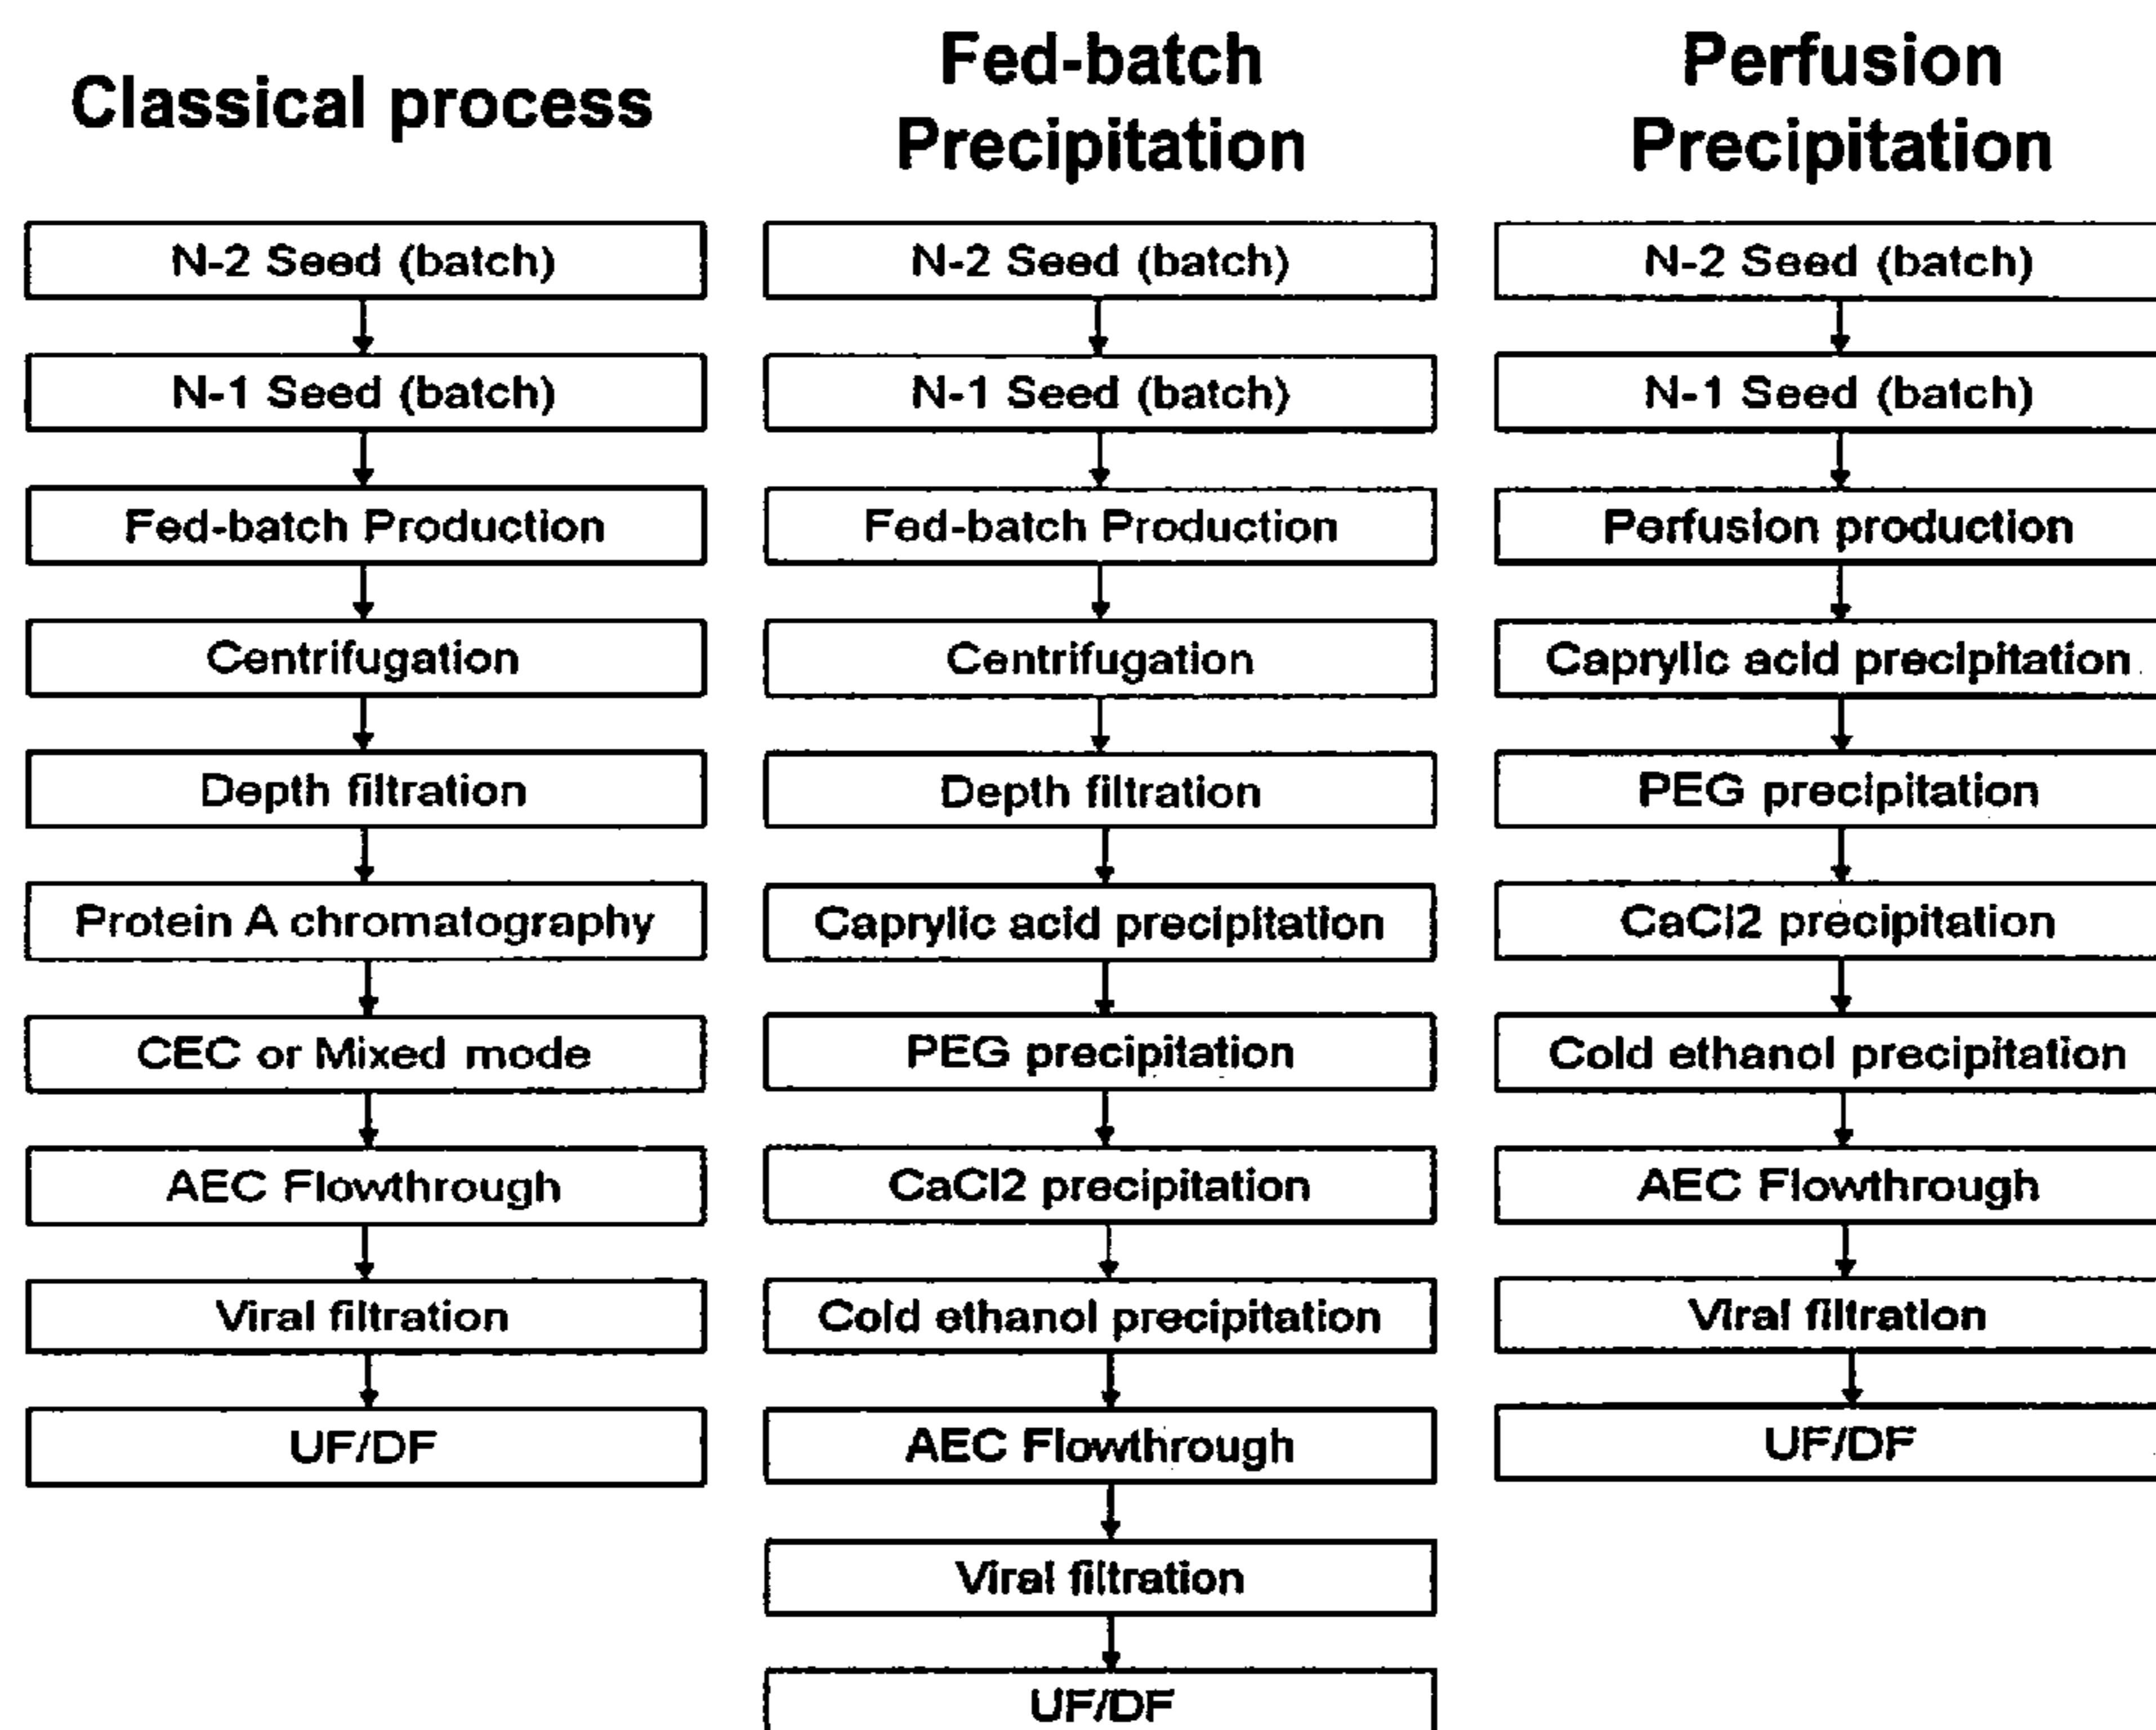 Classical process
N-2 Seed (batch)
N-1 Seed (batch)
Fed-batch Production
Centrifugation
Depth filtration
Protein A chromatography
CEC or Mixed mode
AEC Flowthrough
Viral filtration
UF/DF
Fed-batch
Precipitation
N-2 Seed (batch)
N-1 Seed (batch)
Fed-batch Production
Centrifugation
Depth filtration
Caprylic acid precipitation
PEG precipitation
CaCl2 precipitation
Cold ethanol precipitation
AEC Flowthrough
Viral filtration
UF/DF
Perfusion
Precipitation
N-2 Seed (batch)
N-1 Seed (batch)
Perfusion production
Caprylic acid precipitation
PEG precipitation
CaCl2 precipitation
Cold ethanol precipitation
AEC Flowthrough
Viral filtration
UF/DF